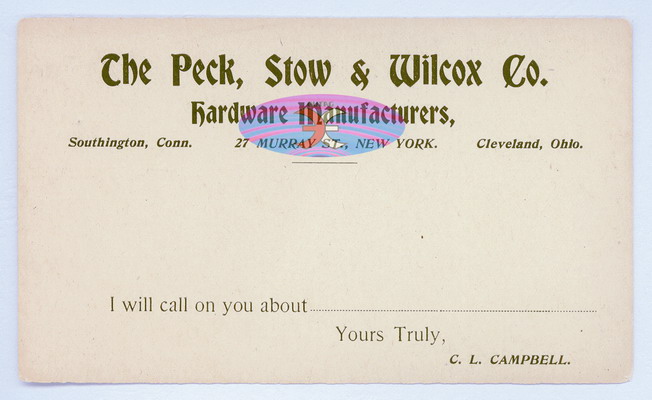 The Peck, Stow & Wilcox Co.
Hardware Manufacturers,
Southington, Conn. 27 MURRAY ST., NEW YORK. Cleveland, Ohio.
I will call on you about
Yours Truly,
C. L. CAMPBELL.